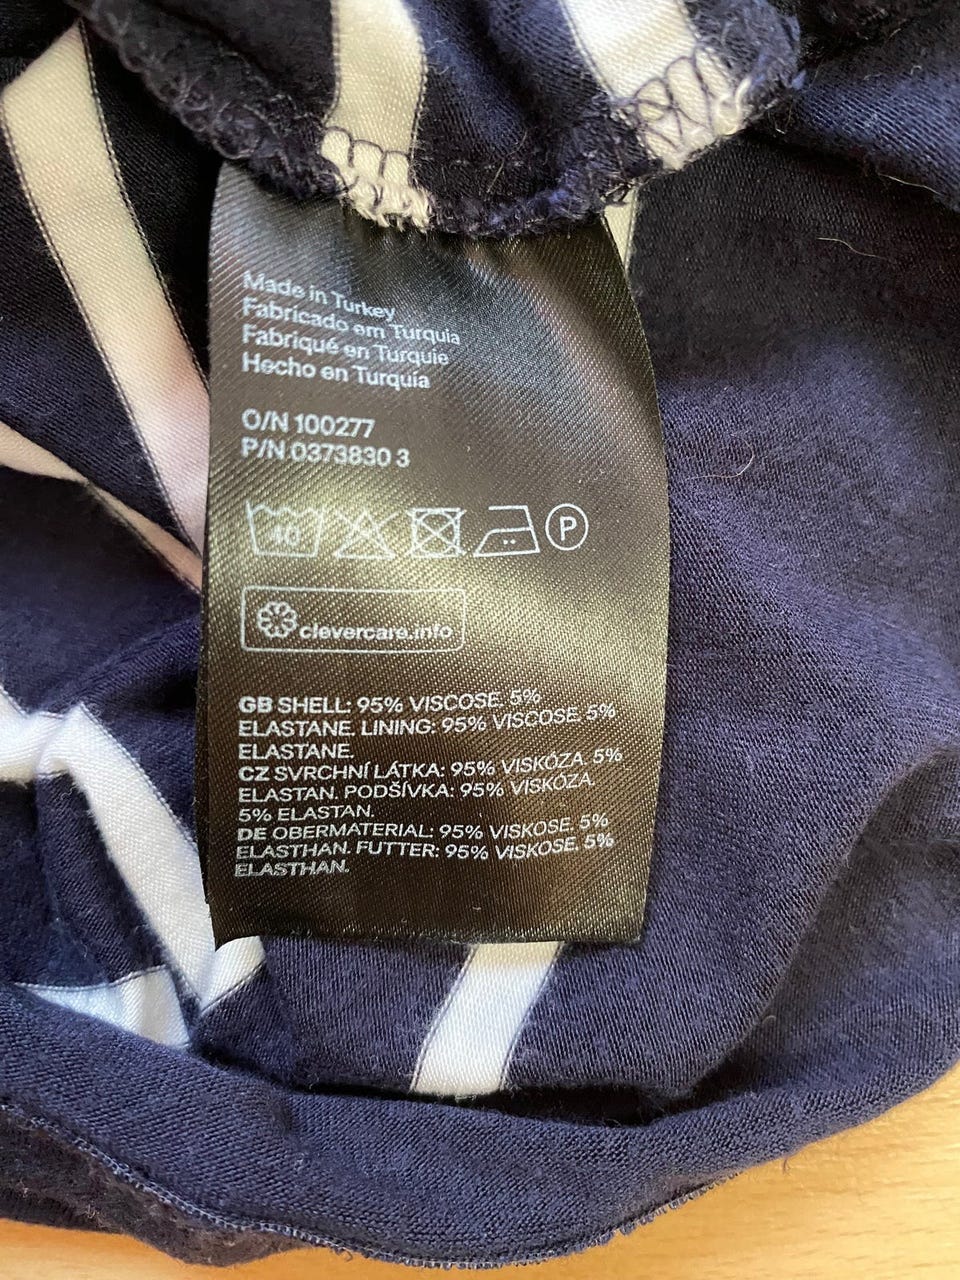 Made in Turkey
Fabricado em Turquia
Fabriqué en Turquie
Hecho en Turquía
O/N 100277
P/N 0373830 3
40 P
clevercare.info
GB SHELL: 95% VISCOSE. 5%
ELASTANE. LINING: 95% VISCOSE. 5%
ELASTANE.
CZ SVRCHNÍ LÁTKA: 95% VISKÓZA. 5%
ELASTAN. PODŠÍVKA: 95% VISKÓZA.
5% ELASTAN.
DE OBERMATERIAL: 95% VISKOSE. 5%
ELASTHAN. FUTTER: 95% VISKOSE. 5%
ELASTHAN.